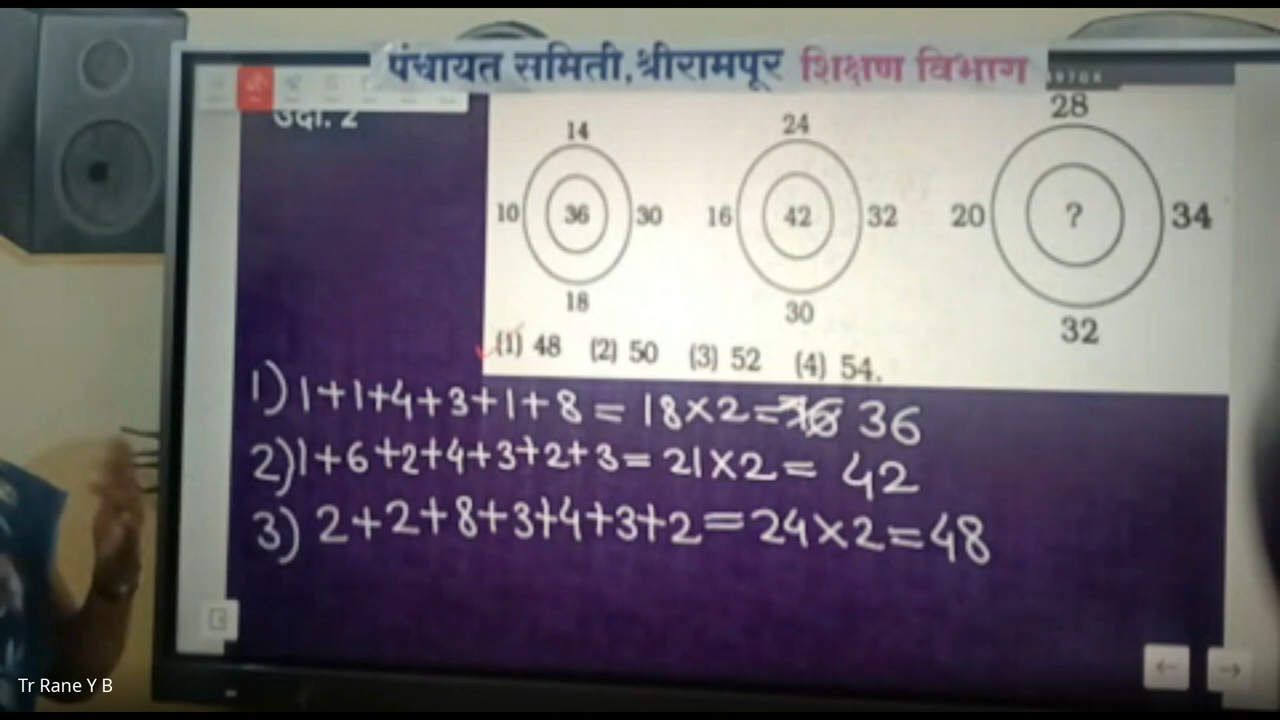 पंचायत समिती,श्रीरामपूर शिक्षण विभाग
उदा. 2
14 24 28
10 36 30 16 42 32 20 ? 34
18 30 32
(1) 48 (2) 50 (3) 52 (4) 54.
1) 1+1+4+3+1+8 = 18×2= 36
2) 1+6+2+4+3+2+3= 21×2= 42
3) 2+2+8+3+4+3+2=24×2=48
Tr Rane Y B